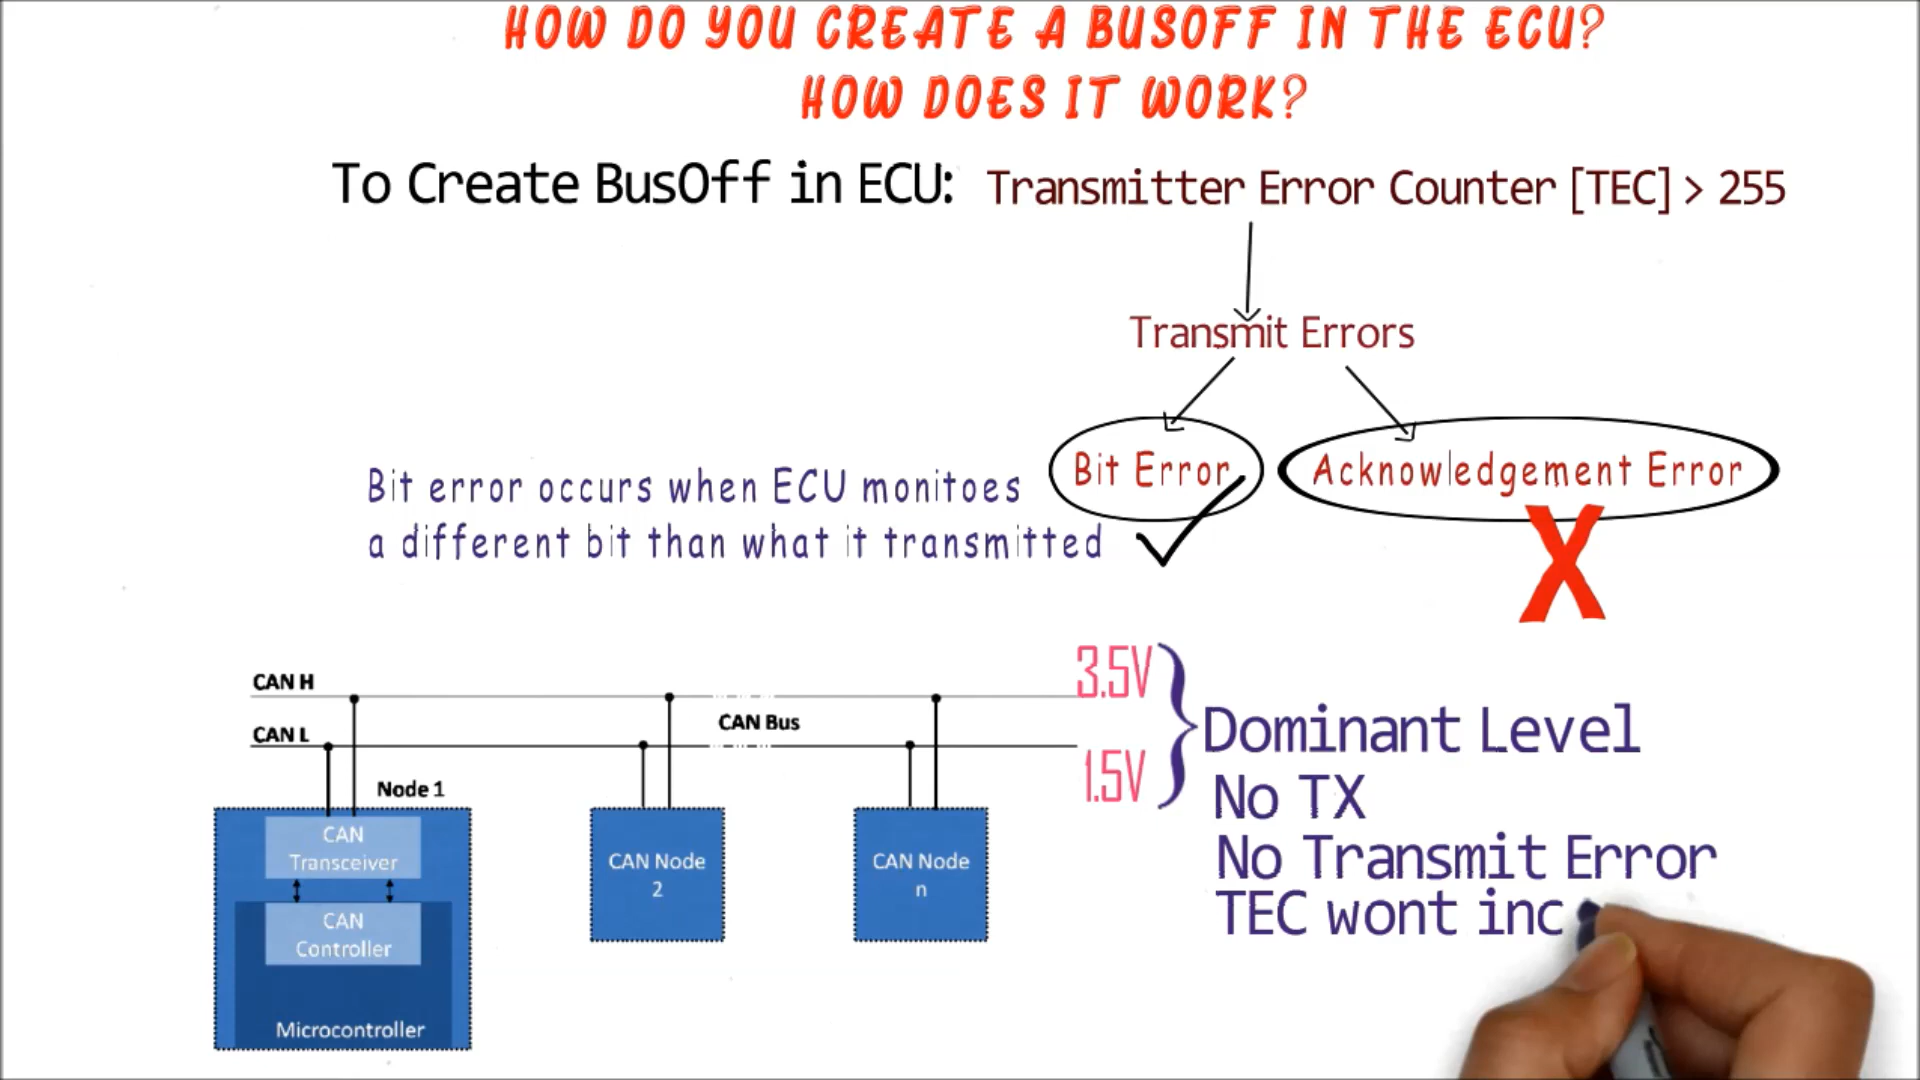 HOW DO YOU CREATE A BUSOFF IN THE ECU?
HOW DOES IT WORK?
To Create BusOff in ECU: Transmitter Error Counter [TEC] > 255
Transmit Errors
Bit Error
Acknowledgement Error
Bit error occurs when ECU monitoes
a different bit than what it transmitted
X
CAN H
CAN L
CAN Bus
3.5V
1.5V
Dominant Level
No TX
No Transmit Error
TEC wont inc
Node 1
CAN
Transceiver
CAN
Controller
Microcontroller
CAN Node
2
CAN Node
n